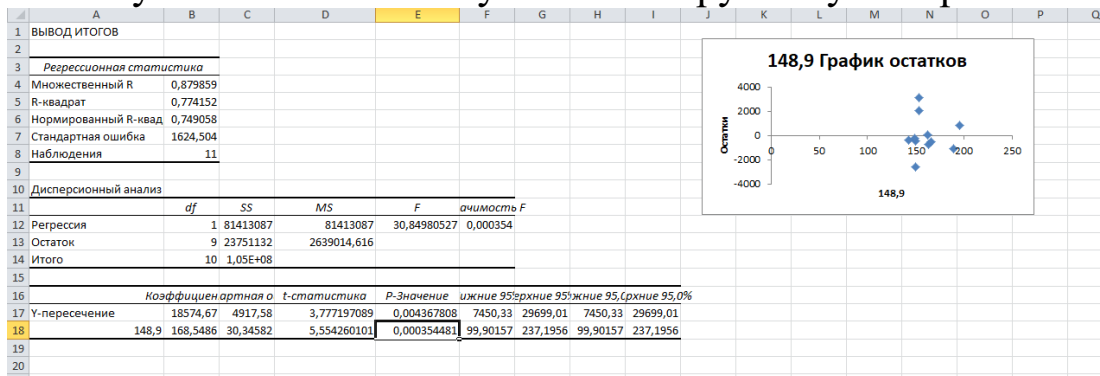 A B C D E F G H I J K L M N O P Q
1 ВЫВОД ИТОГОВ
2
3 Регрессионная статистика
4 Множественный R 0,879859
5 R-квадрат 0,774152
6 Нормированный R-квад 0,749058
7 Стандартная ошибка 1624,504
8 Наблюдения 11
9
10 Дисперсионный анализ
11 df SS MS F ачимость F
12 Регрессия 1 81413087 81413087 30,84980527 0,000354
13 Остаток 9 23751132 2639014,616
14 Итого 10 1,05E+08
15
16 Коэффициен артная о t-статистика P-Значение ижние 95% ерхние 95% ижние 95,0 рхние 95,0%
17 Y-пересечение 18574,67 4917,58 3,777197089 0,004367808 7450,33 29699,01 7450,33 29699,01
18 148,9 168,5486 30,34582 5,554260101 0,000354481 99,90157 237,1956 99,90157 237,1956
19
20
148,9 График остатков
Остатки
4000
2000
0
-2000
-4000
0 50 100 150 200 250
148,9